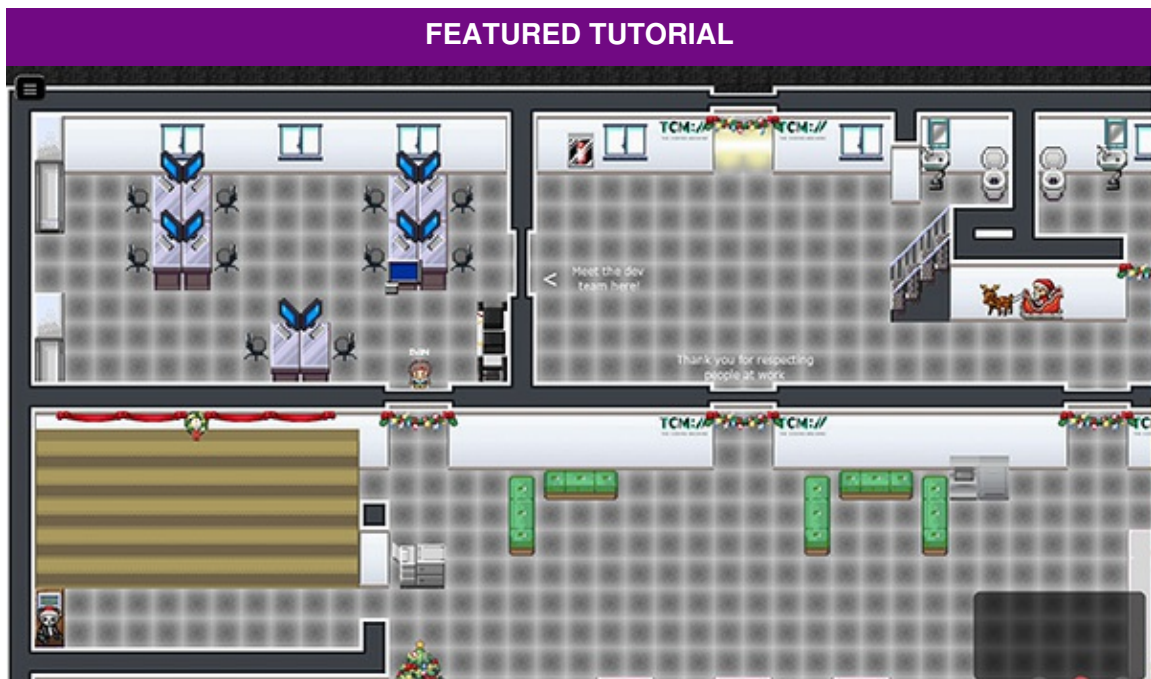 FEATURED TUTORIAL
TCM://
TCM://
< Meet the dev
team here!
Thank you for respecting
people at work
TCM://
TCM://
TC